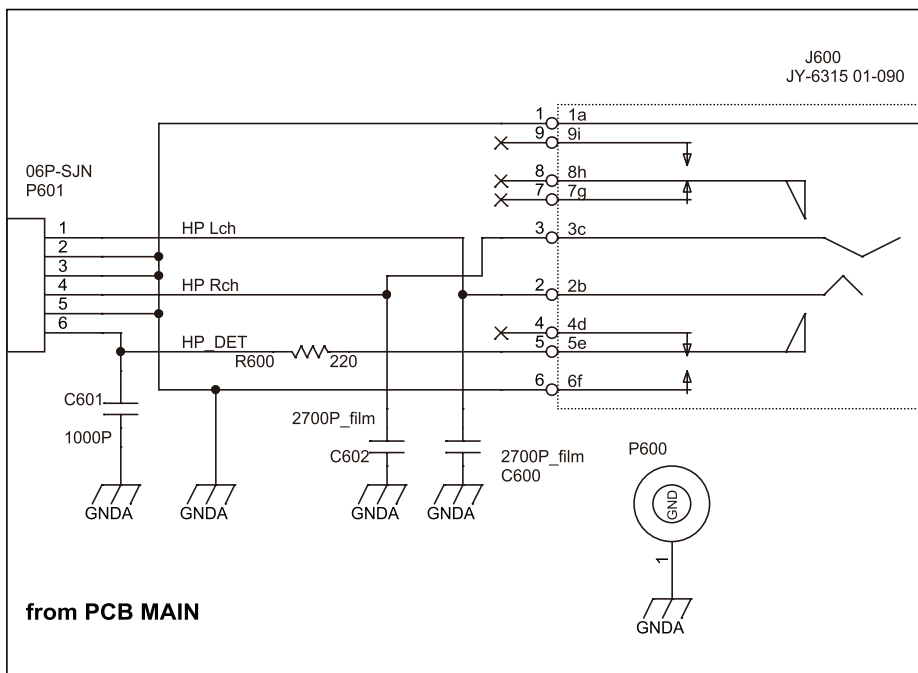 J600
JY-6315 01-090
1 1a
9 9i
06P-SJN
P601
8 8h
7 7g
1 HP Lch 3 3c
2
3
4 HP Rch 2 2b
5
6 4 4d
HP_DET 5 5e
R600 220
6 6f
C601
1000P
2700P_film
C602
2700P_film
C600
P600
GND
1
GNDA
GNDA
GNDA
GNDA
GNDA
from PCB MAIN